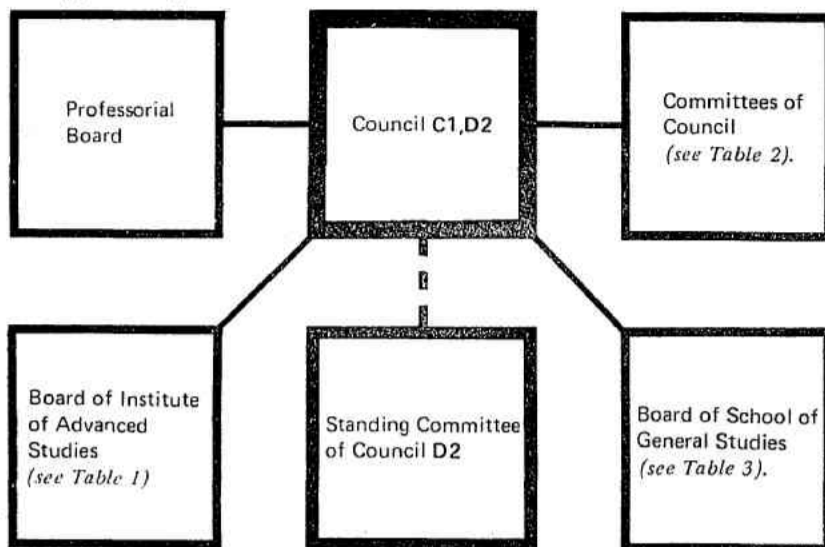 Professorial
Board
Council C1,D2
Committees of
Council
(see Table 2).
Board of Institute
of Advanced
Studies
(see Table 1)
Standing Committee
of Council D2
Board of School of
General Studies
(see Table 3).